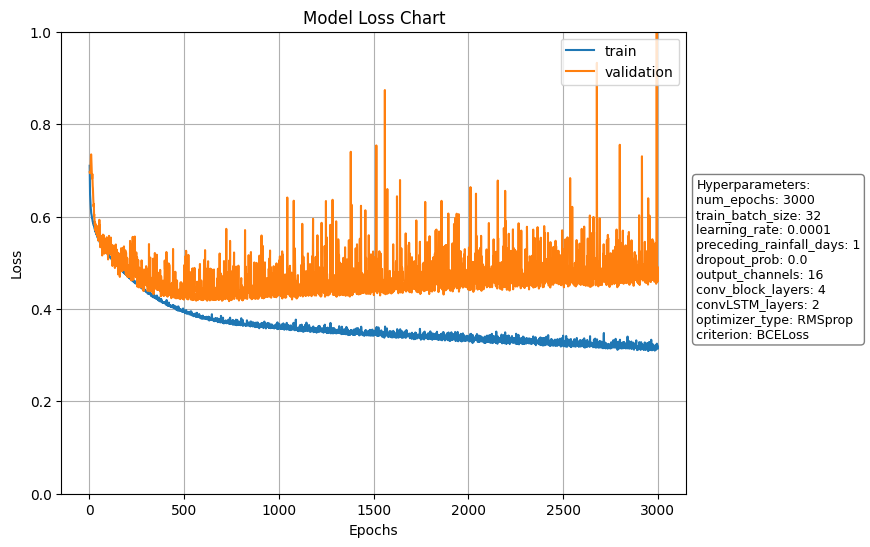 Model Loss Chart
train
validation
Loss
1.0
0.8
0.6
0.4
0.2
0.0
0
500
1000
1500
2000
2500
3000
Epochs
Hyperparameters:
num_epochs: 3000
train_batch_size: 32
learning_rate: 0.0001
preceding_rainfall_days: 1
dropout_prob: 0.0
output_channels: 16
conv_block_layers: 4
convLSTM_layers: 2
optimizer_type: RMSprop
criterion: BCELoss